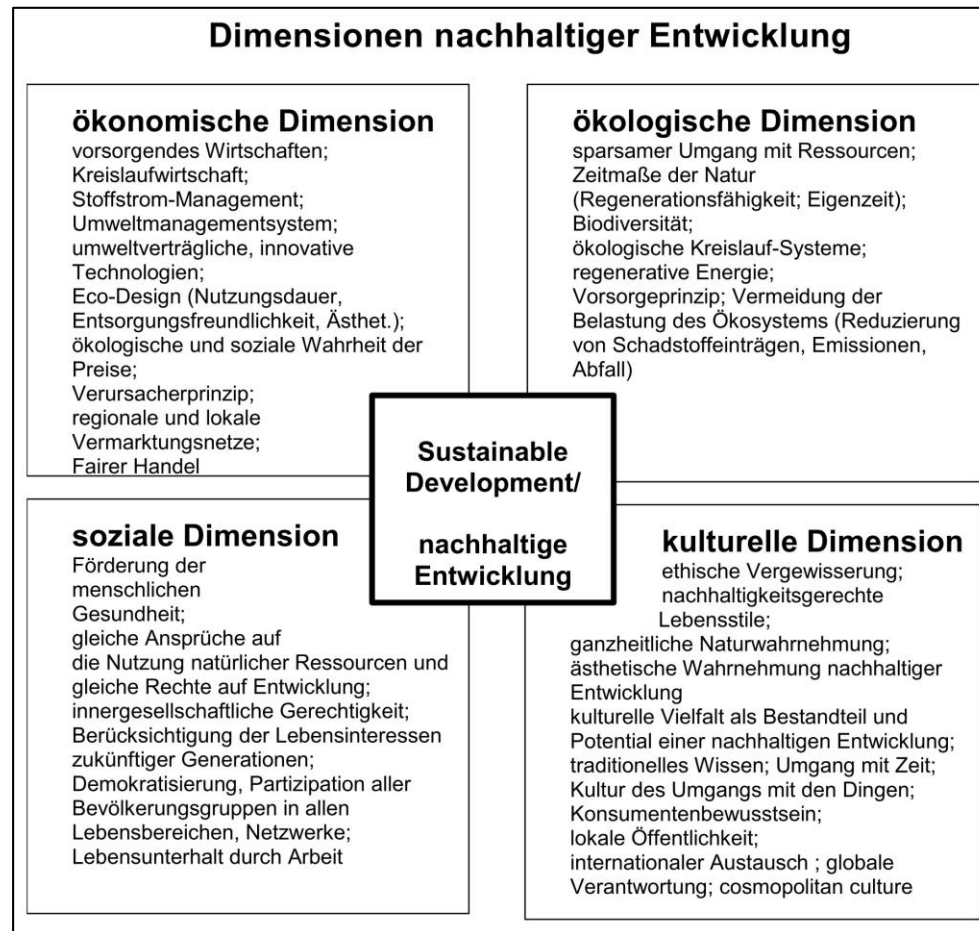 Dimensionen nachhaltiger Entwicklung
ökonomische Dimension
vorsorgendes Wirtschaften;
Kreislaufwirtschaft;
Stoffstrom-Management;
Umweltmanagementsystem;
umweltverträgliche, innovative
Technologien;
Eco-Design (Nutzungsdauer,
Entsorgungsfreundlichkeit, Ästhet.);
ökologische und soziale Wahrheit der
Preise;
Verursacherprinzip;
regionale und lokale
Vermarktungsnetze;
Fairer Handel
ökologische Dimension
sparsamer Umgang mit Ressourcen;
Zeitmaße der Natur
(Regenerationsfähigkeit; Eigenzeit);
Biodiversität;
ökologische Kreislauf-Systeme;
regenerative Energie;
Vorsorgeprinzip; Vermeidung der
Belastung des Ökosystems (Reduzierung
von Schadstoffeinträgen, Emissionen,
Abfall)
Sustainable
Development/
nachhaltige
Entwicklung
soziale Dimension
Förderung der
menschlichen
Gesundheit;
gleiche Ansprüche auf
die Nutzung natürlicher Ressourcen und
gleiche Rechte auf Entwicklung;
innergesellschaftliche Gerechtigkeit;
Berücksichtigung der Lebensinteressen
zukünftiger Generationen;
Demokratisierung, Partizipation aller
Bevölkerungsgruppen in allen
Lebensbereichen, Netzwerke;
Lebensunterhalt durch Arbeit
kulturelle Dimension
ethische Vergewisserung;
nachhaltigkeitsgerechte
Lebensstile;
ganzheitliche Naturwahrnehmung;
ästhetische Wahrnehmung nachhaltiger
Entwicklung
kulturelle Vielfalt als Bestandteil und
Potential einer nachhaltigen Entwicklung;
traditionelles Wissen; Umgang mit Zeit;
Kultur des Umgangs mit den Dingen;
Konsumentenbewusstsein;
lokale Öffentlichkeit;
internationaler Austausch ; globale
Verantwortung; cosmopolitan culture